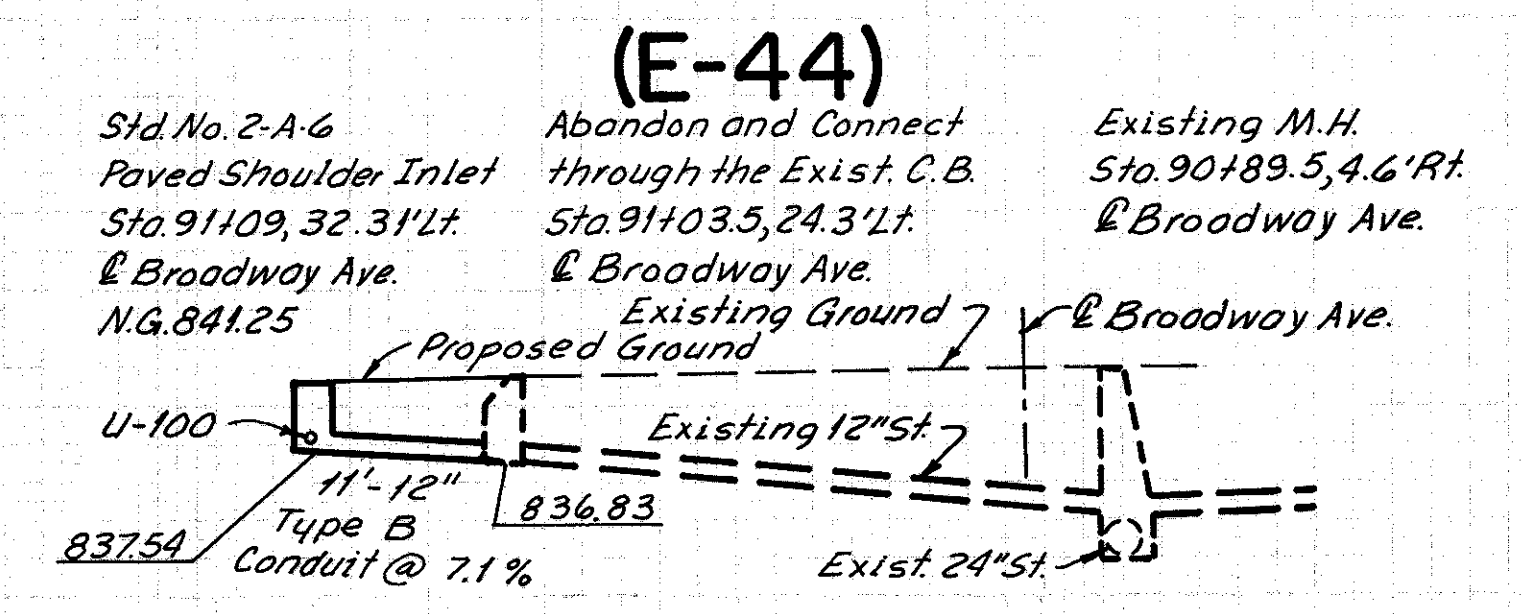 (E-44)
Std. No. 2-A-6
Paved Shoulder Inlet
Sta. 91+09, 32.31' Lt.
℄ Broadway Ave.
N.G. 841.25
Abandon and Connect
through the Exist. C.B.
Sta. 91+03.5, 24.3' Lt.
℄ Broadway Ave.
Existing M.H.
Sta. 90+89.5, 4.6' Rt.
℄ Broadway Ave.
Existing Ground
℄ Broadway Ave.
Proposed Ground
U-100
Existing 12" St.
11'-12"
Type B
Conduit @ 7.1 %
836.83
837.54
Exist. 24" St.